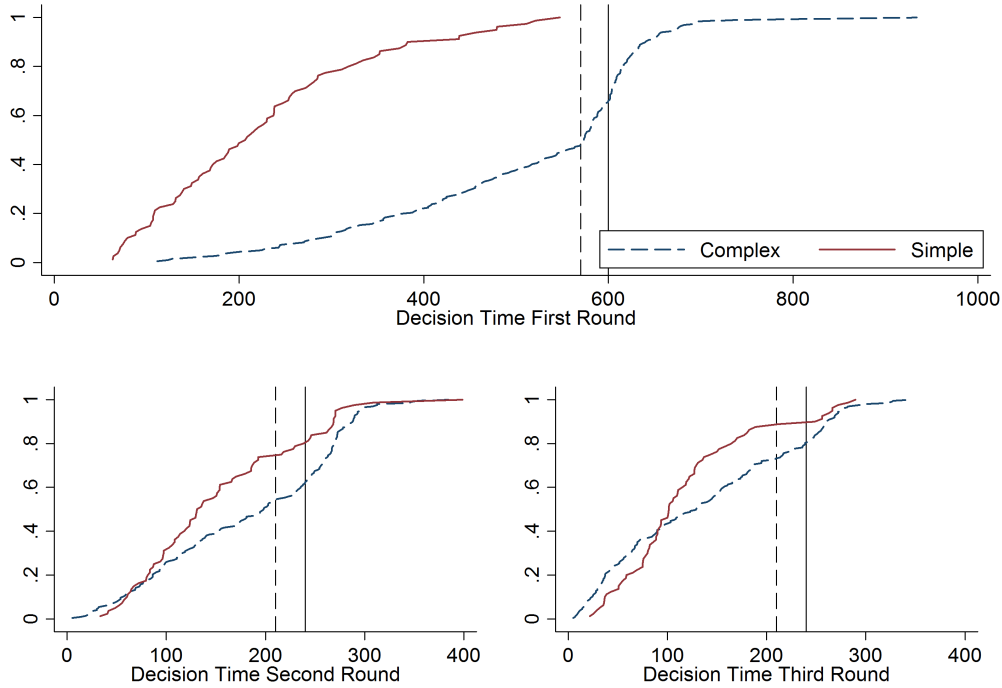 1
.8
.6
.4
.2
0
Complex Simple
0 200 400 600 800 1000
Decision Time First Round
1
.8
.6
.4
.2
0
0 100 200 300 400
Decision Time Second Round
1
.8
.6
.4
.2
0
0 100 200 300 400
Decision Time Third Round